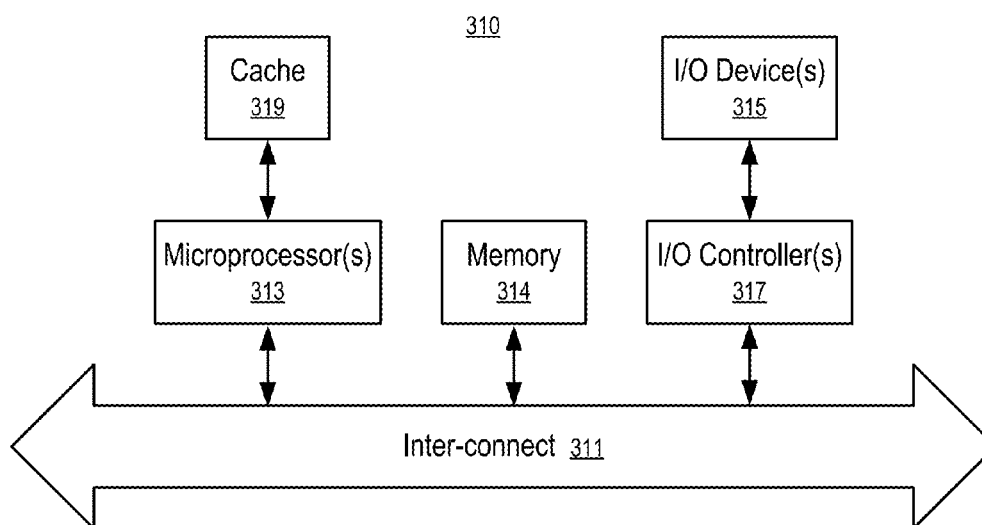 310
Cache
319
I/O Device(s)
315
Microprocessor(s)
313
Memory
314
I/O Controller(s)
317
Inter-connect 311